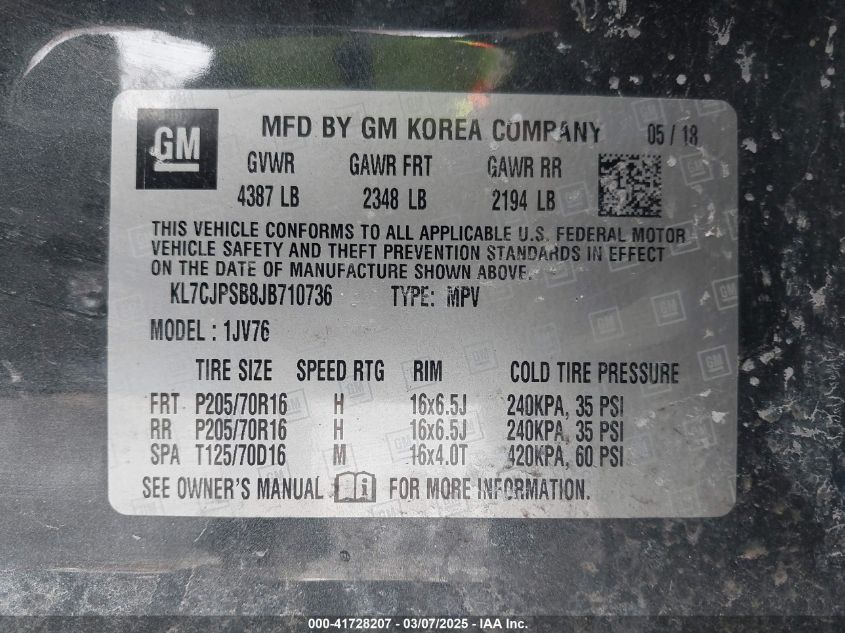 GM MFD BY GM KOREA COMPANY 05 / 18
GVWR GAWR FRT GAWR RR
4387 LB 2348 LB 2194 LB
THIS VEHICLE CONFORMS TO ALL APPLICABLE U.S. FEDERAL MOTOR
VEHICLE SAFETY AND THEFT PREVENTION STANDARDS IN EFFECT
ON THE DATE OF MANUFACTURE SHOWN ABOVE.
KL7CJPSB8JB710736 TYPE: MPV
MODEL : 1JV76
TIRE SIZE SPEED RTG RIM COLD TIRE PRESSURE
FRT P205/70R16 H 16x6.5J 240KPA, 35 PSI
RR P205/70R16 H 16x6.5J 240KPA, 35 PSI
SPA T125/70D16 M 16x4.0T 420KPA, 60 PSI
SEE OWNER'S MANUAL FOR MORE INFORMATION.
000-41728207 - 03/07/2025 - IAA Inc.